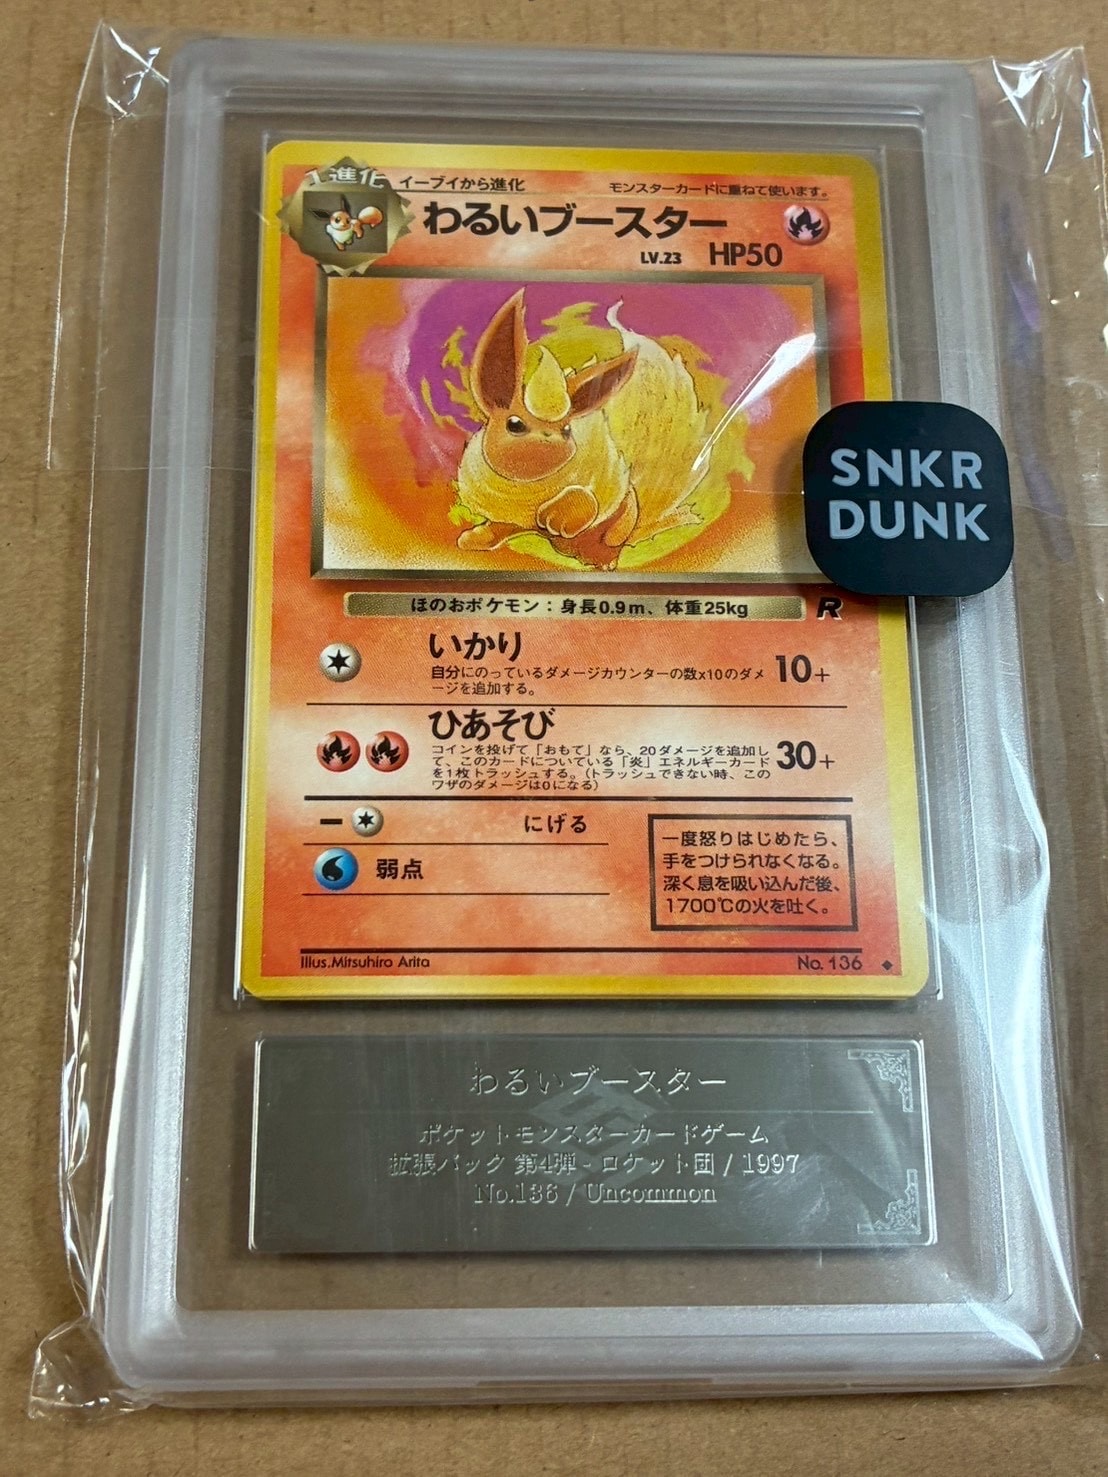 1進化
イーブイから進化
モンスターカードに重ねて使います。
わるいブースター
LV.23 HP50
SNKR
DUNK
ほのおポケモン：身長0.9m、体重25kg
R
いかり
自分にのっているダメージカウンターの数x10のダメ
ージを追加する。
10+
ひあそび
コインを投げて「おもて」なら、20ダメージを追加し
て、このカードについている「炎」エネルギーカード
を1枚トラッシュする。（トラッシュできない時、この
ワザのダメージは0になる）
30+
にげる
弱点
一度怒りはじめたら、
手をつけられなくなる。
深く息を吸い込んだ後、
1700℃の火を吐く。
Illus.Mitsuhiro Arita
No. 136
わるいブースター
ポケットモンスターカードゲーム
拡張パック 第4弾 - ロケット団 / 1997
No.136 / Uncommon